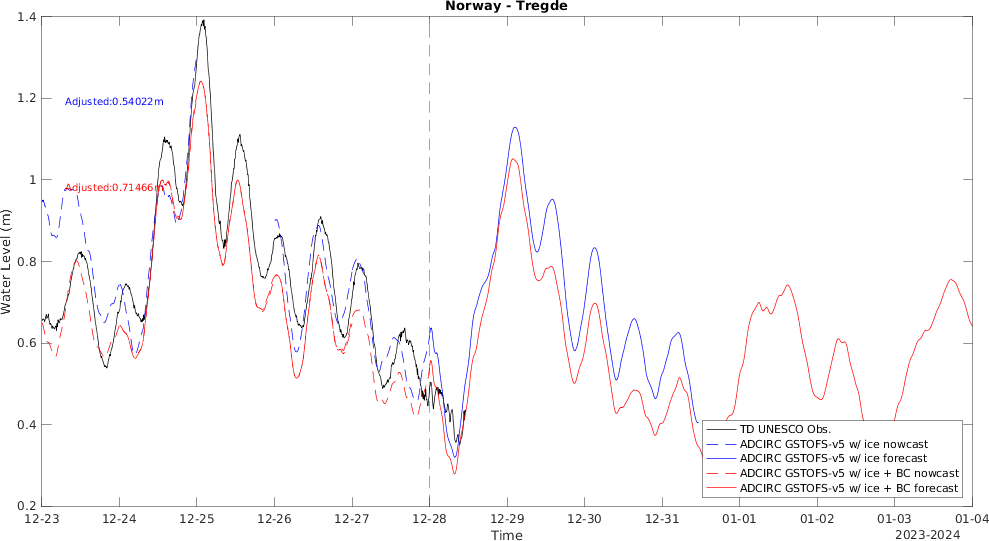 Norway - Tregde
Water Level (m)
1.4
1.2
1
0.8
0.6
0.4
0.2
Adjusted:0.54022m
Adjusted:0.71466m
TD UNESCO Obs.
ADCIRC GSTOFS-v5 w/ ice nowcast
ADCIRC GSTOFS-v5 w/ ice forecast
ADCIRC GSTOFS-v5 w/ ice + BC nowcast
ADCIRC GSTOFS-v5 w/ ice + BC forecast
12-23 12-24 12-25 12-26 12-27 12-28 12-29 12-30 12-31 01-01 01-02 01-03 01-04
Time
2023-2024